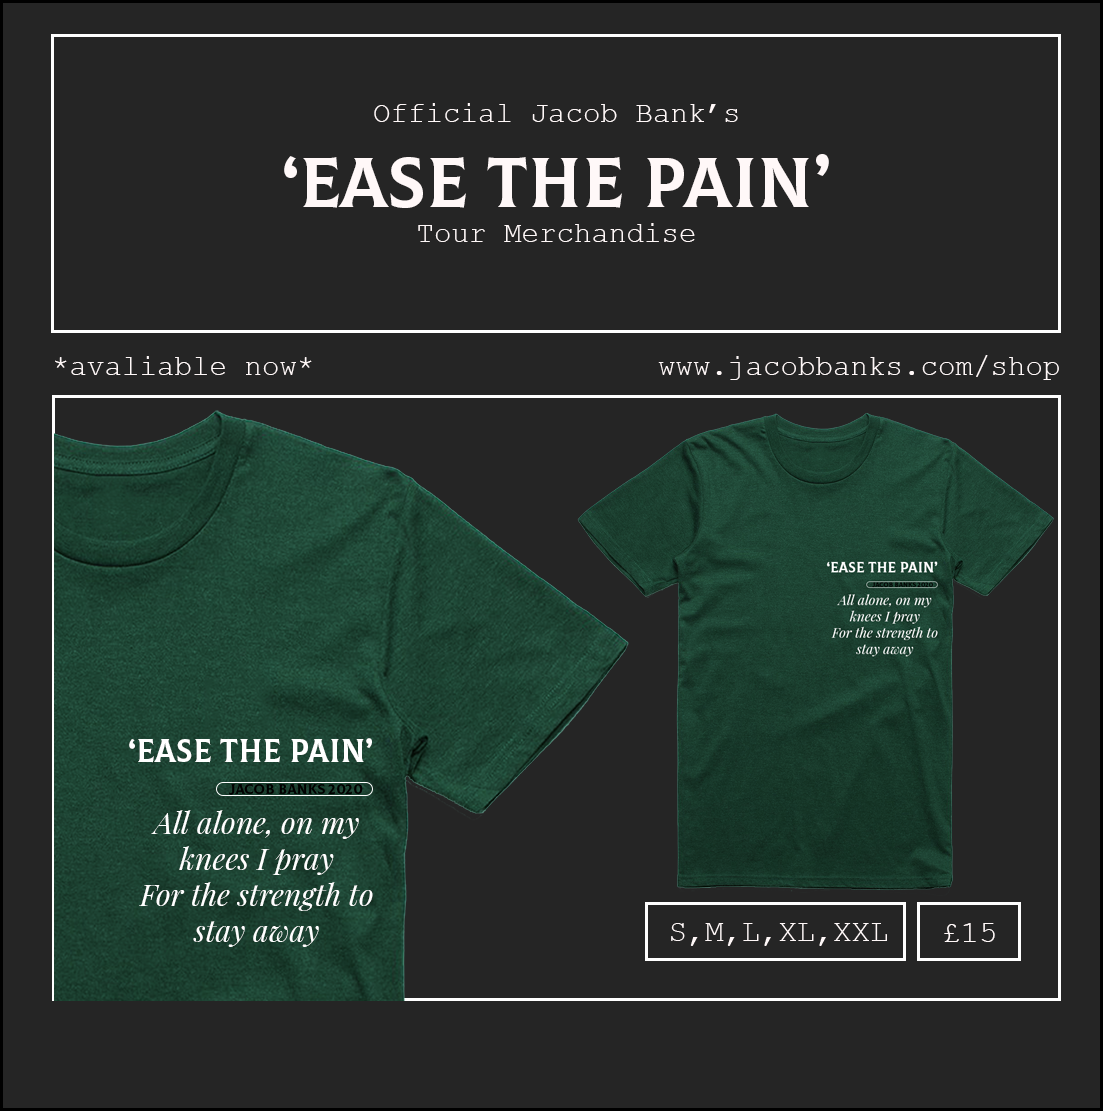 Official Jacob Bank’s
‘EASE THE PAIN’
Tour Merchandise
*avaliable now*
www.jacobbanks.com/shop
‘EASE THE PAIN’
JACOB BANKS 2020
All alone, on my
knees I pray
For the strength to
stay away
‘EASE THE PAIN’
JACOB BANKS 2020
All alone, on my
knees I pray
For the strength to
stay away
S,M,L,XL,XXL
£15